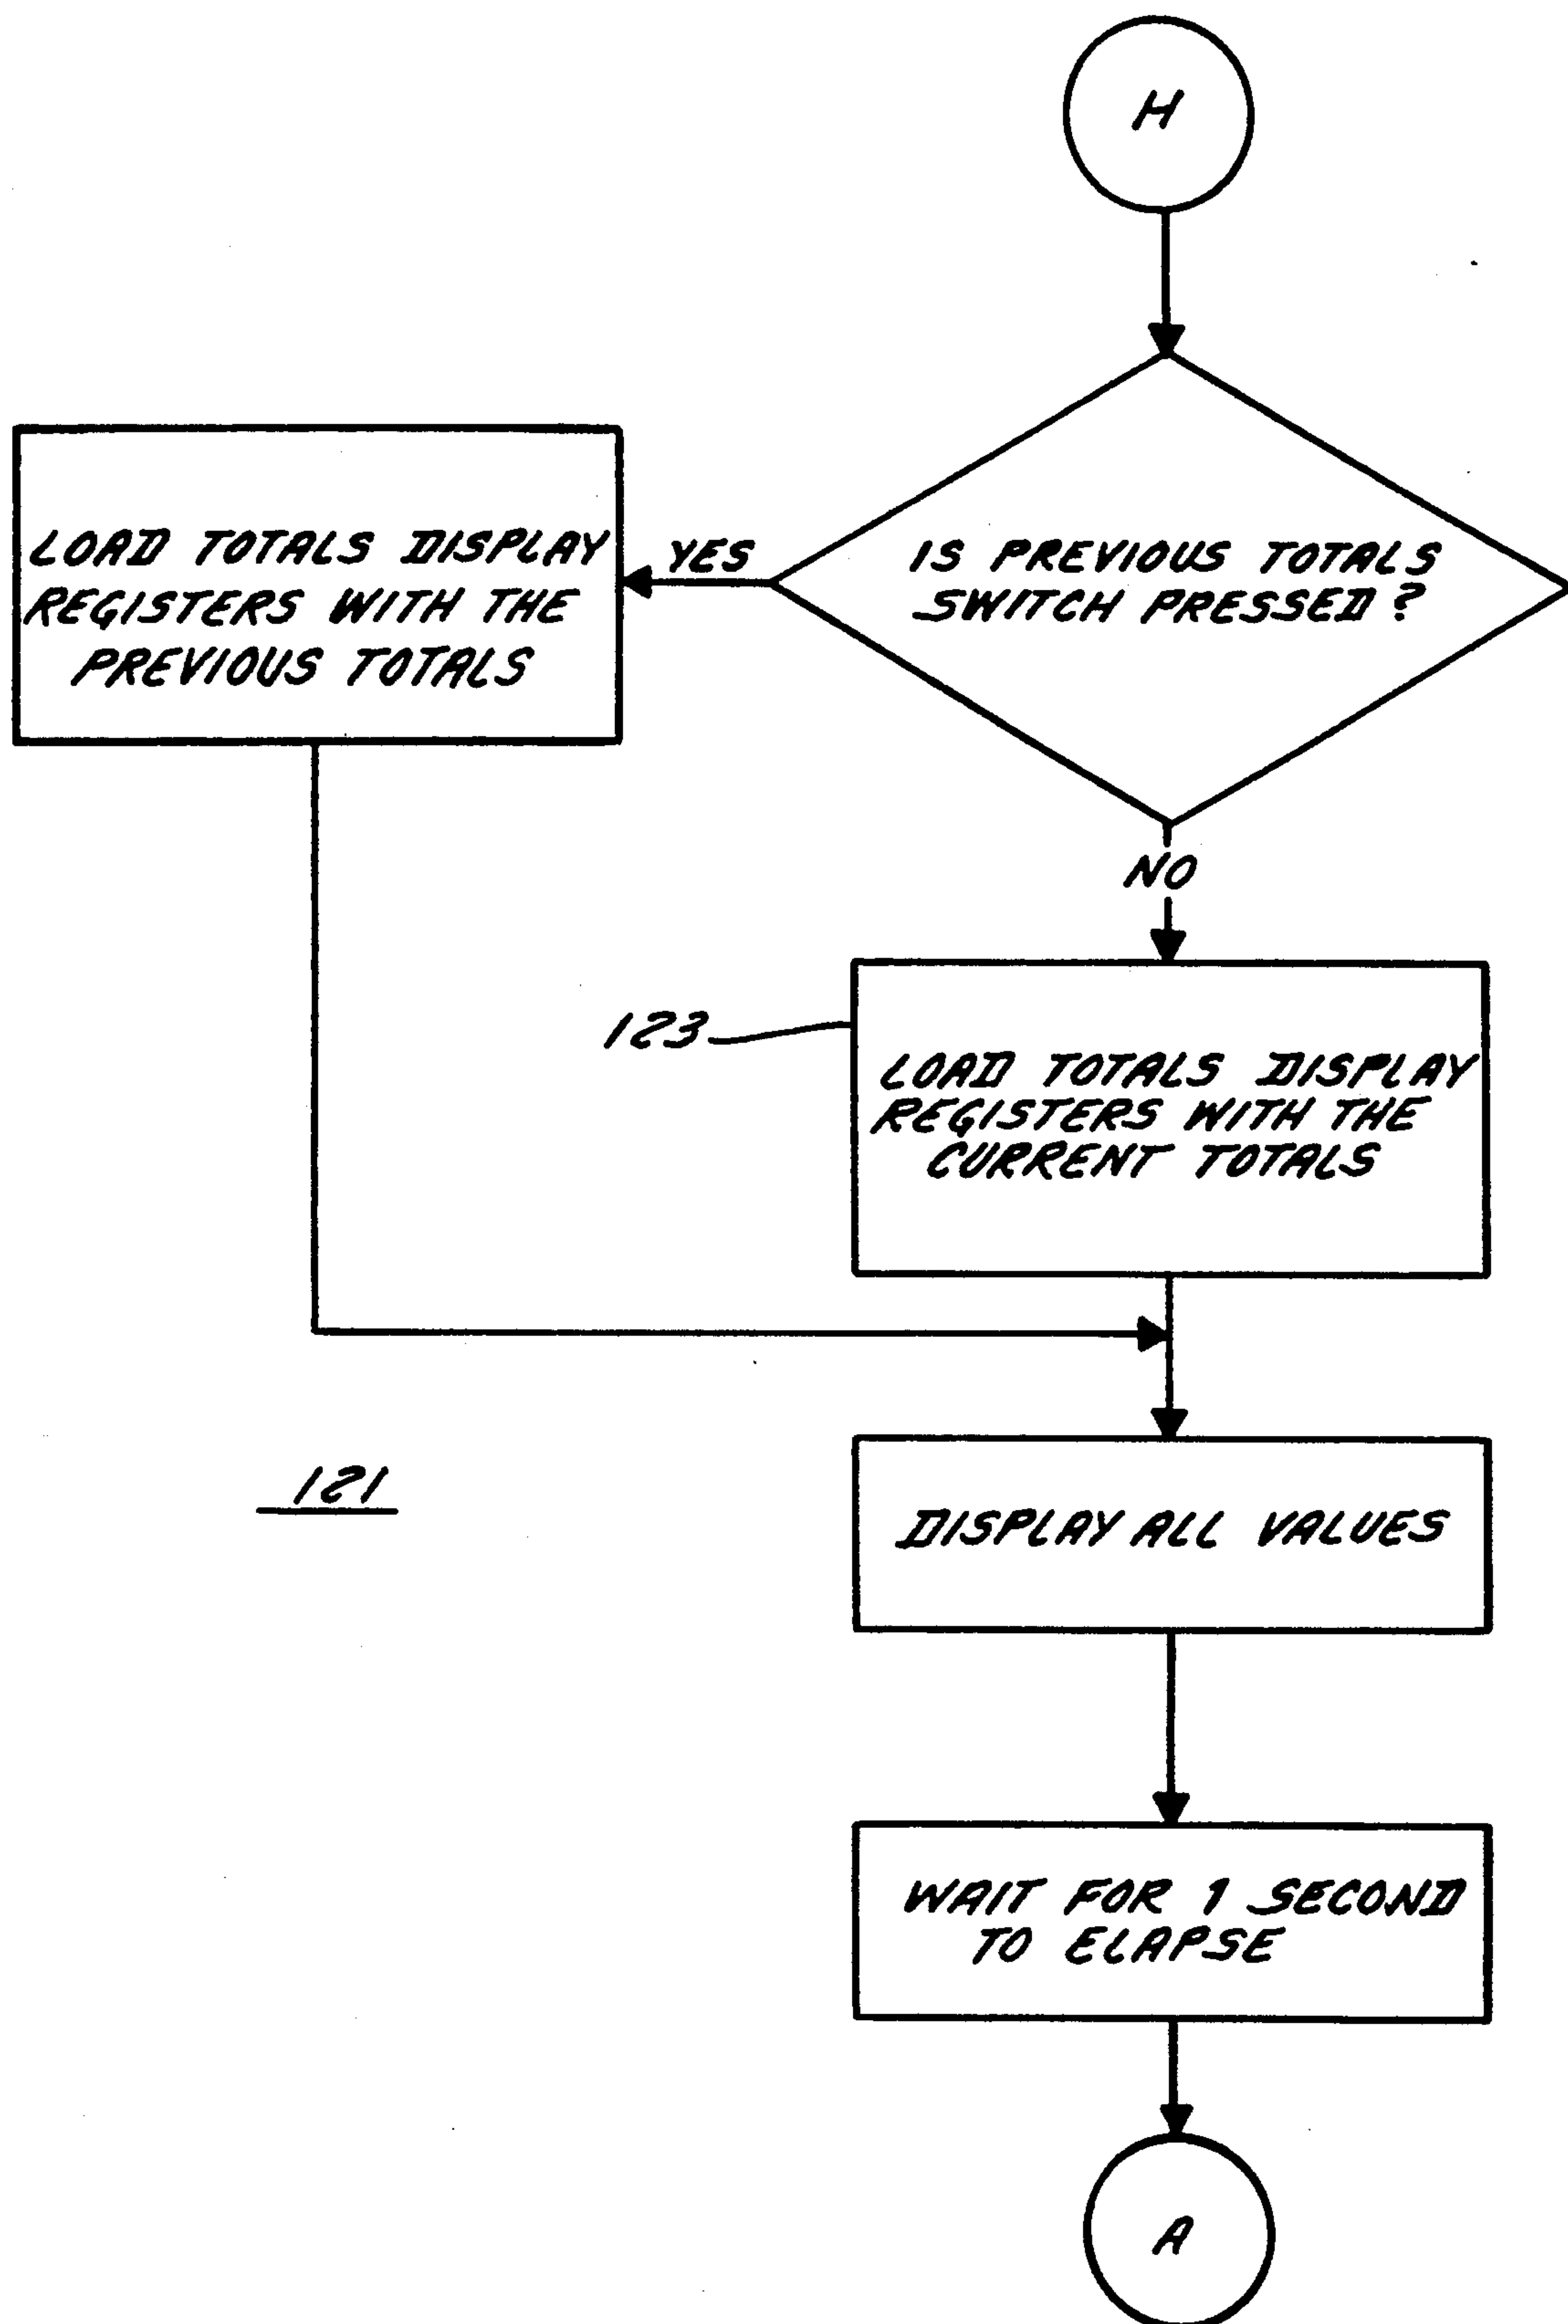 H
IS PREVIOUS TOTALS
SWITCH PRESSED?
YES
LOAD TOTALS DISPLAY
REGISTERS WITH THE
PREVIOUS TOTALS
NO
123
LOAD TOTALS DISPLAY
REGISTERS WITH THE
CURRENT TOTALS
121
DISPLAY ALL VALUES
WAIT FOR 1 SECOND
TO ELAPSE
A